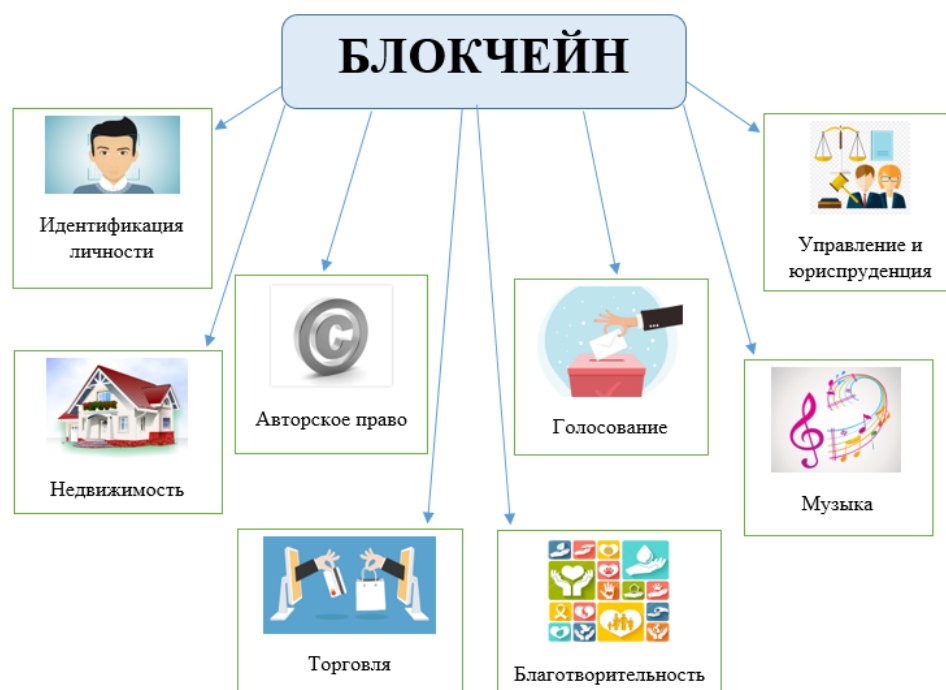 БЛОКЧЕЙН
Идентификация
личности
Управление и
юриспруденция
Авторское право
Голосование
Недвижимость
Музыка
Торговля
Благотворительность